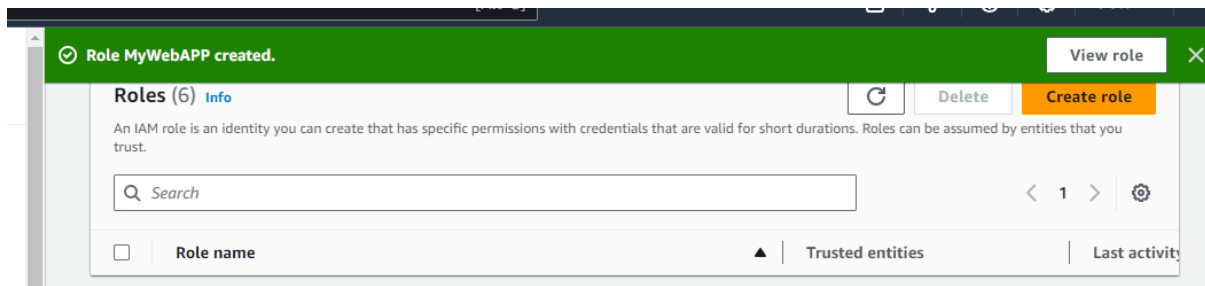 Role MyWebAPP created.
View role
Roles (6) Info
Delete
Create role
An IAM role is an identity you can create that has specific permissions with credentials that are valid for short durations. Roles can be assumed by entities that you
trust.
Search
1
Role name
Trusted entities
Last activity